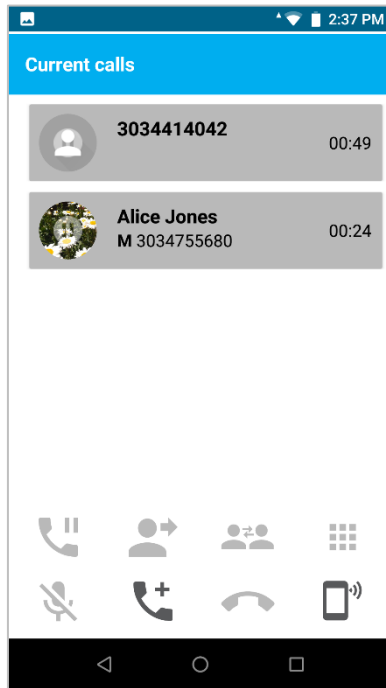 2:37 PM
Current calls
3034414042
00:49
Alice Jones
M 3034755680
00:24